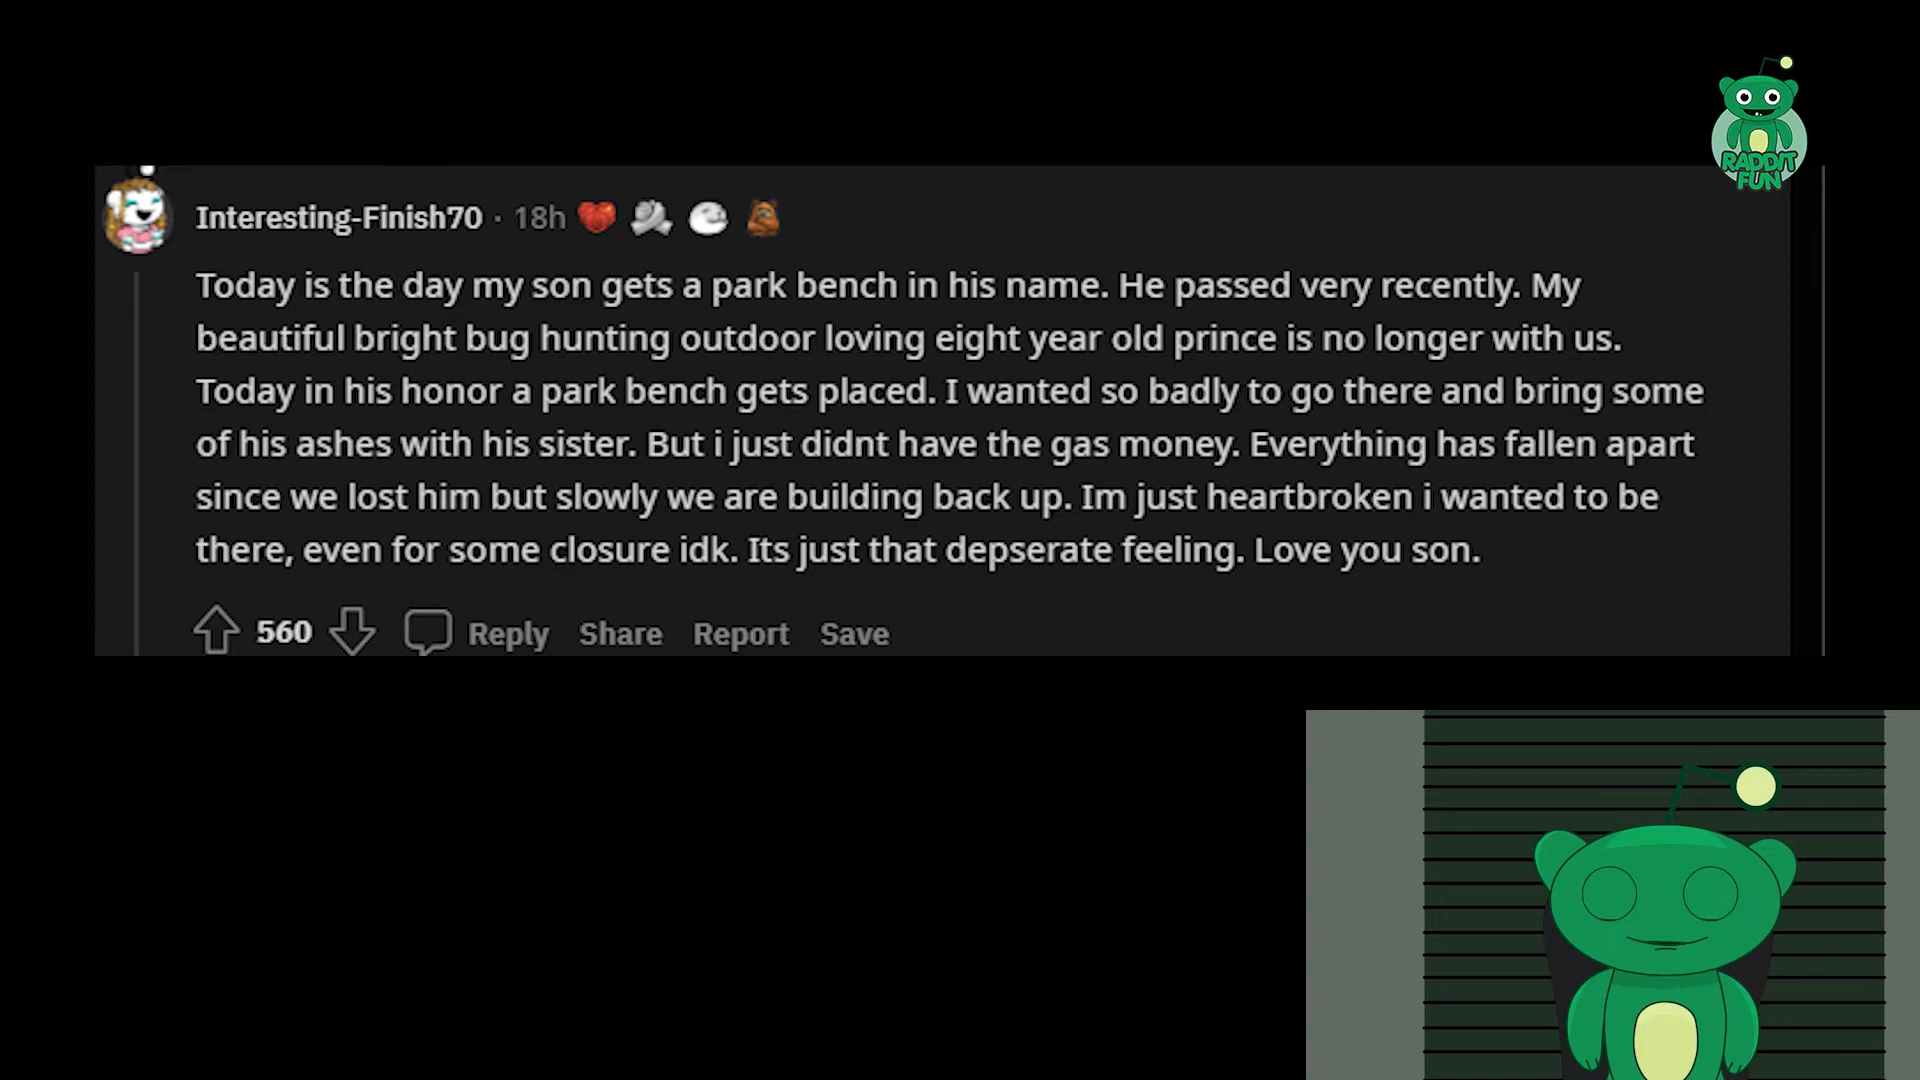 RADDIT
FUN
Interesting-Finish70 · 18h
Today is the day my son gets a park bench in his name. He passed very recently. My
beautiful bright bug hunting outdoor loving eight year old prince is no longer with us.
Today in his honor a park bench gets placed. I wanted so badly to go there and bring some
of his ashes with his sister. But i just didnt have the gas money. Everything has fallen apart
since we lost him but slowly we are building back up. Im just heartbroken i wanted to be
there, even for some closure idk. Its just that depserate feeling. Love you son.
560 Reply Share Report Save